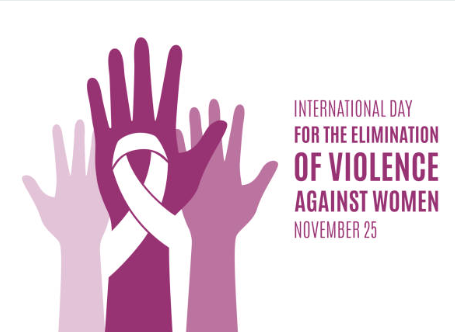 INTERNATIONAL DAY
FOR THE ELIMINATION
OF VIOLENCE
AGAINST WOMEN
NOVEMBER 25